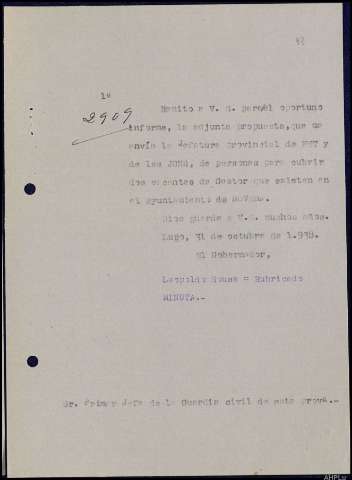 10
2909
Remito a V. S. para el oportuno
informe, la adjunta propuesta, que me
envía la Jefatura provincial de FET y
de las JONS, de personas para cubrir
dos vacantes de Gestor que existen en
el Ayuntamiento de
Dios guarde a V.S. muchos años.
Lugo, 31 de octubre de 1.938.
El Gobernador,
Leopoldo = Rubricado
MINUTA.-
Sr. Primer Jefe de la Guardia civil de esta prova.-
AHPLu